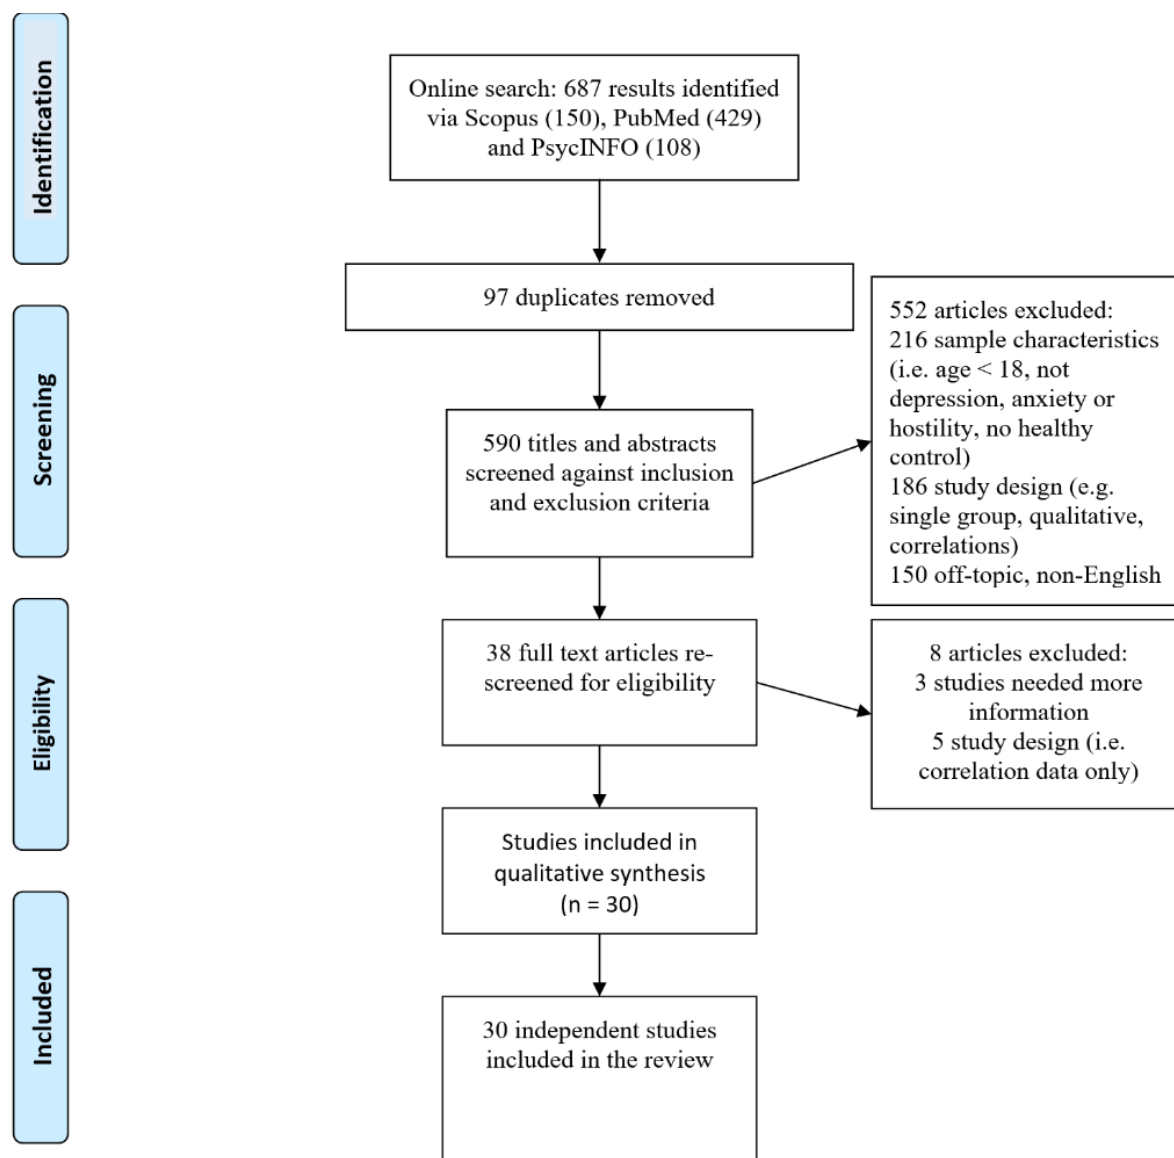 Identification
Online search: 687 results identified
via Scopus (150), PubMed (429)
and PsycINFO (108)
97 duplicates removed
Screening
590 titles and abstracts
screened against inclusion
and exclusion criteria
552 articles excluded:
216 sample characteristics
(i.e. age < 18, not
depression, anxiety or
hostility, no healthy
control)
186 study design (e.g.
single group, qualitative,
correlations)
150 off-topic, non-English
Eligibility
38 full text articles re-
screened for eligibility
8 articles excluded:
3 studies needed more
information
5 study design (i.e.
correlation data only)
Studies included in
qualitative synthesis
(n = 30)
Included
30 independent studies
included in the review